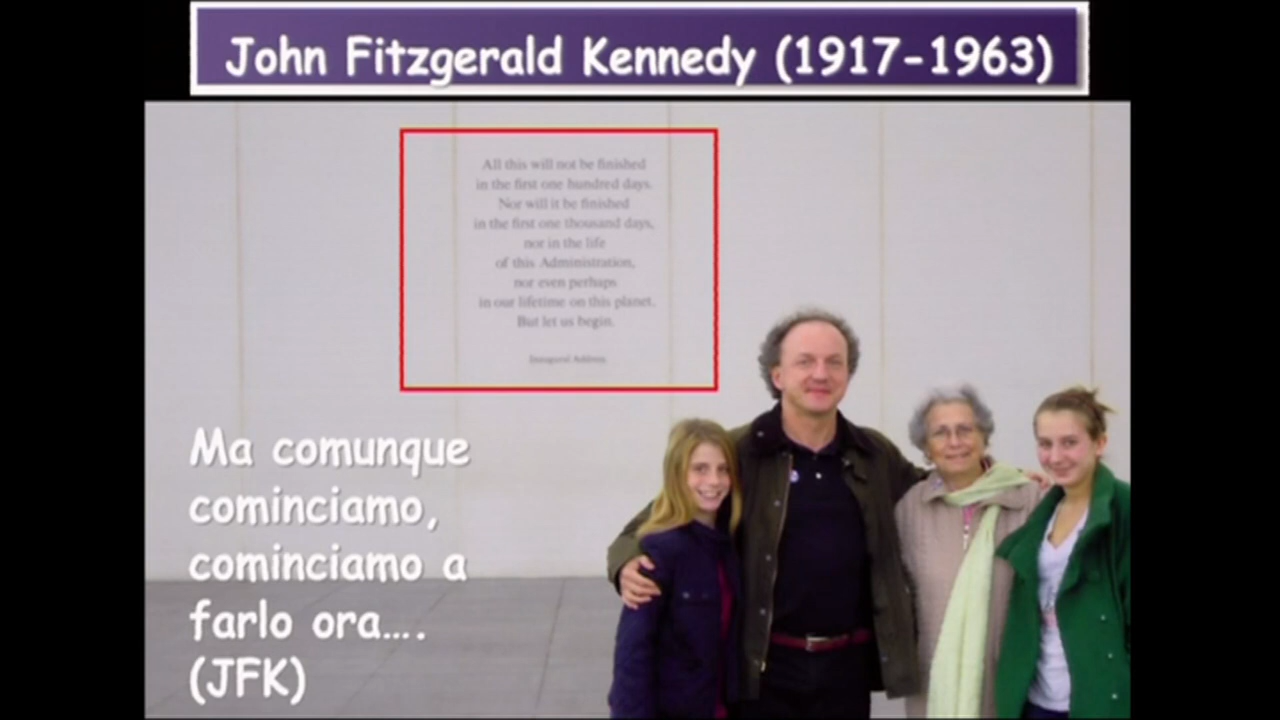 John Fitzgerald Kennedy (1917-1963)
All this will not be finished
in the first one hundred days.
Nor will it be finished
in the first one thousand days,
nor in the life
of this Administration,
nor even perhaps
in our lifetime on this planet.
But let us begin.
Inaugural Address
Ma comunque
cominciamo,
cominciamo a
farlo ora….
(JFK)